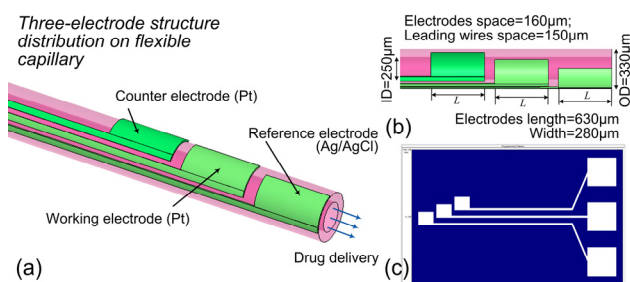 Three-electrode structure
distribution on flexible
capillary
Counter electrode (Pt)
Reference electrode
(Ag/AgCl)
Working electrode (Pt)
Drug delivery
(a)
Electrodes space=160μm;
Leading wires space=150μm
ID=250μm
OD=330μm
L
L
L
(b)
Electrodes length=630μm
Width=280μm
(c)